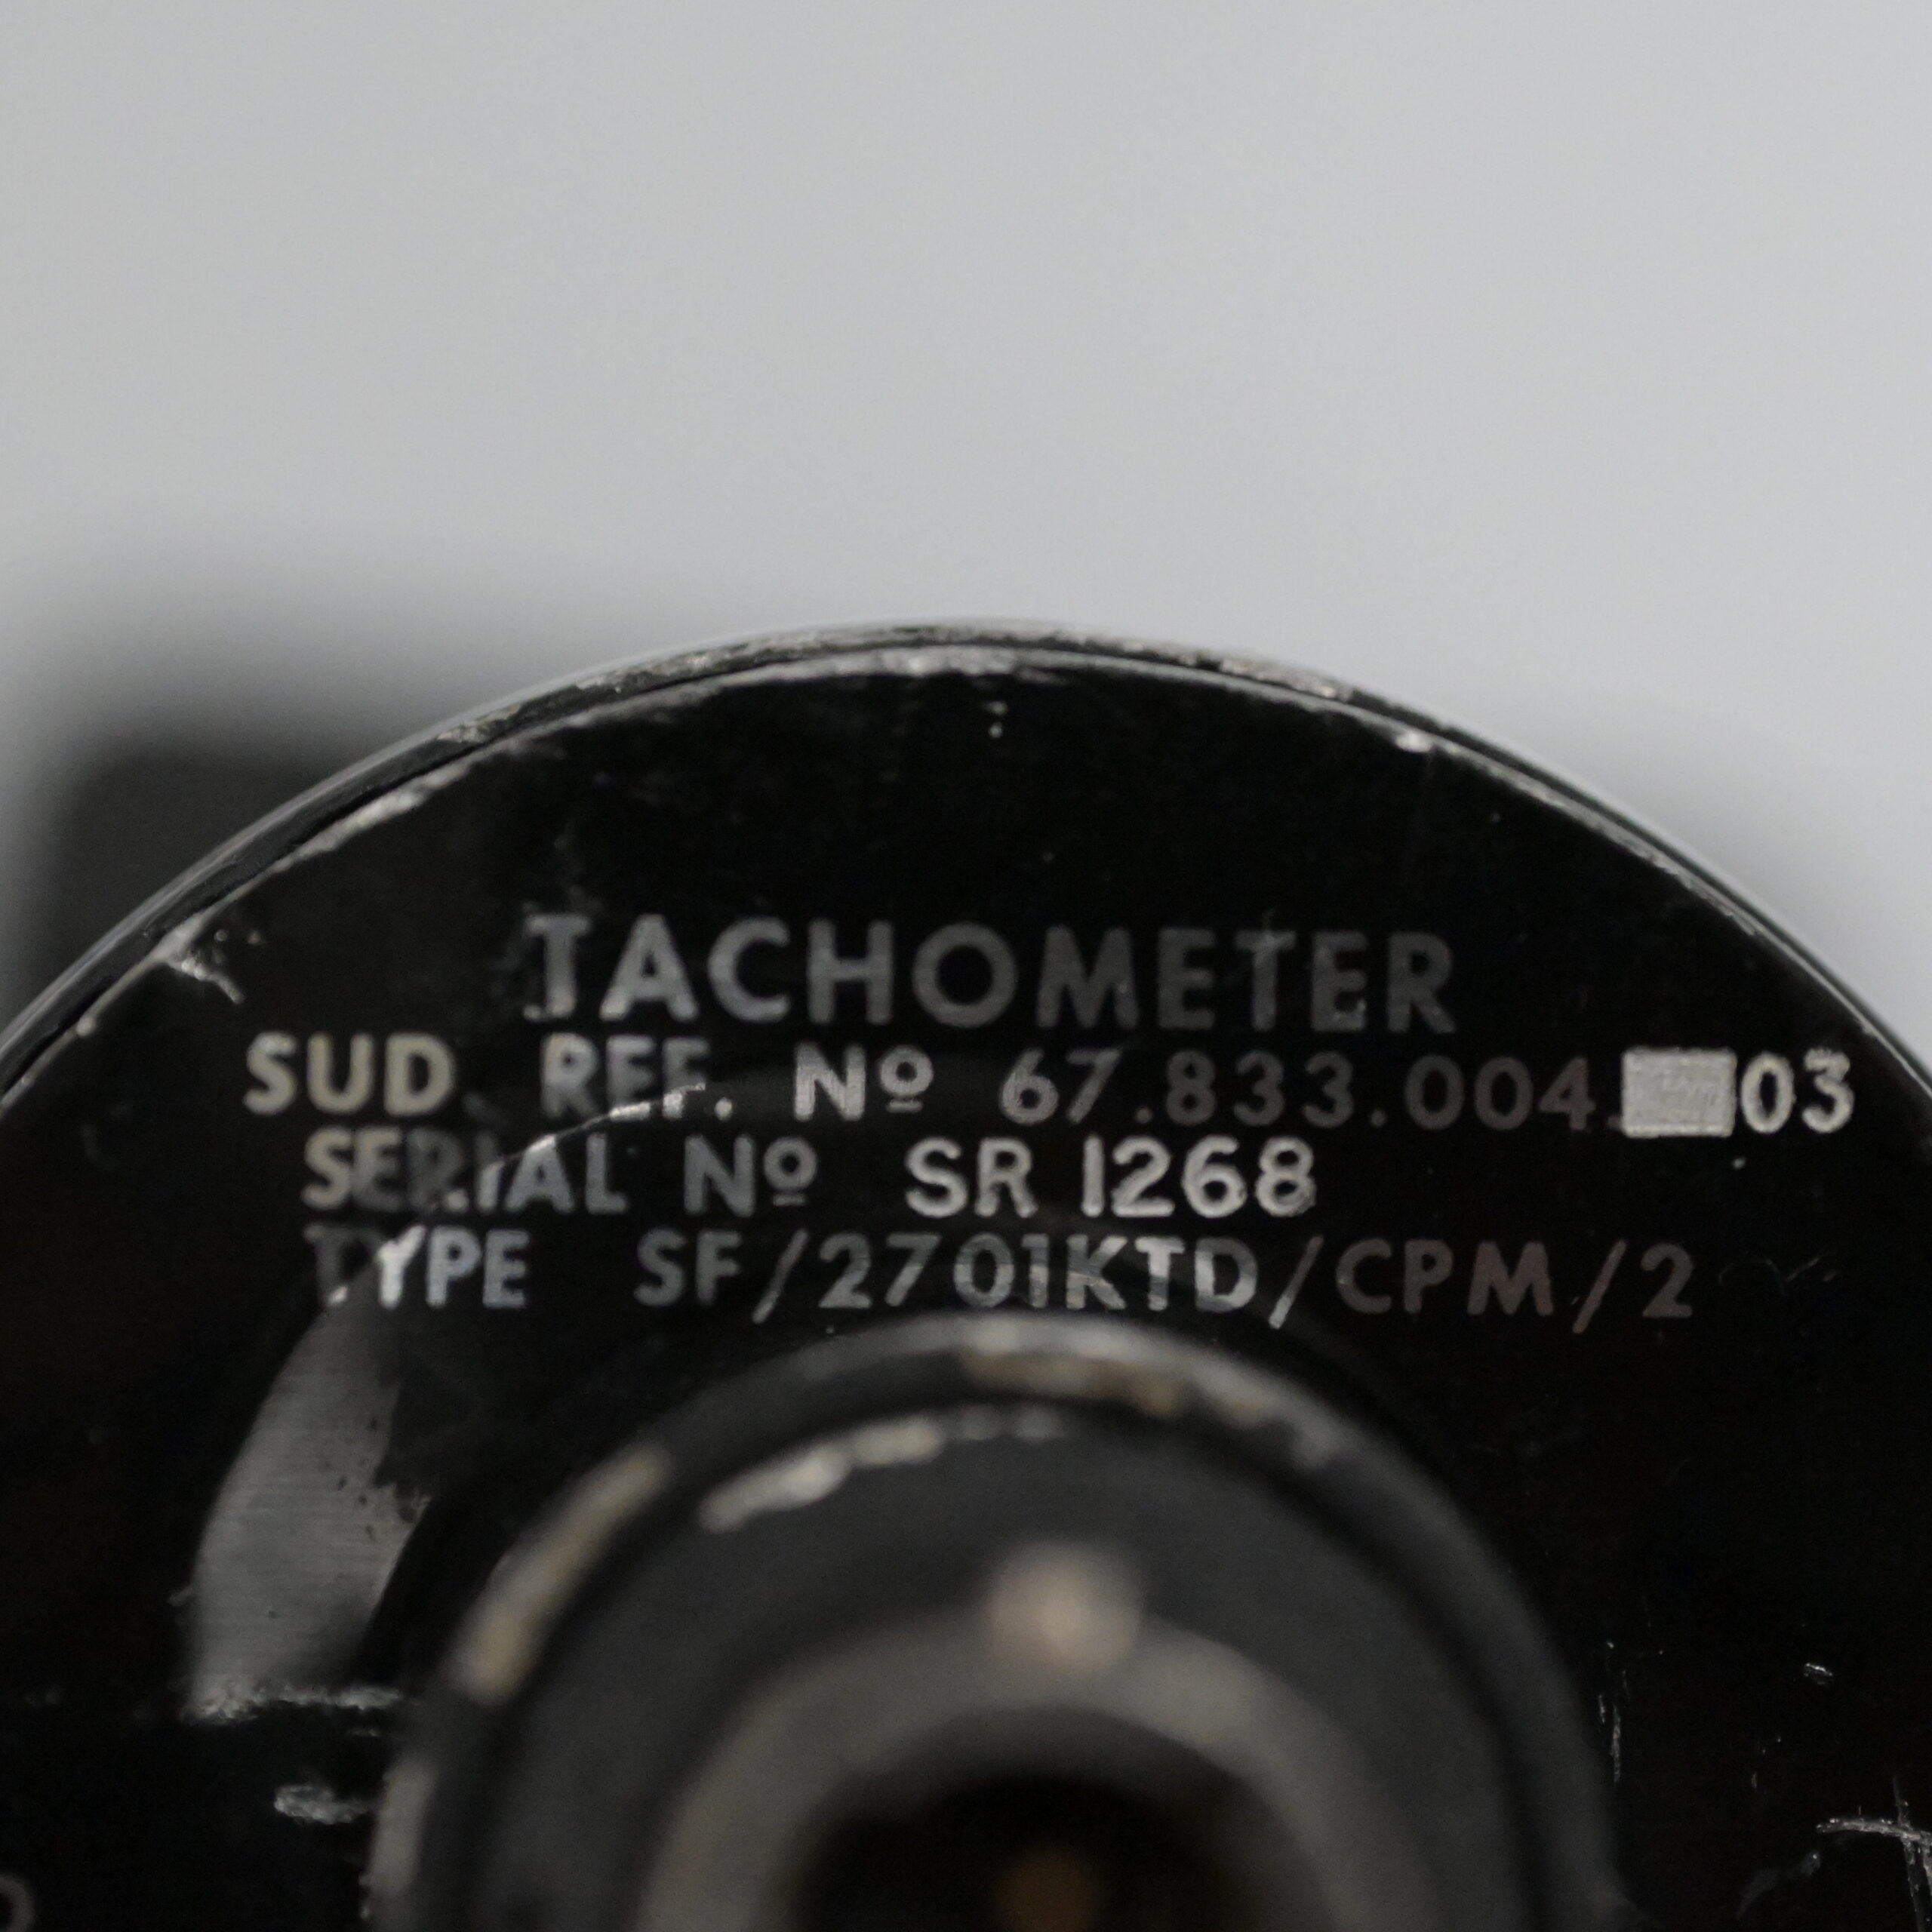 TACHOMETER
SUD. REF. Nº 67.833.004. 03
SERIAL Nº SR 1268
TYPE SF/2701KTD/CPM/2